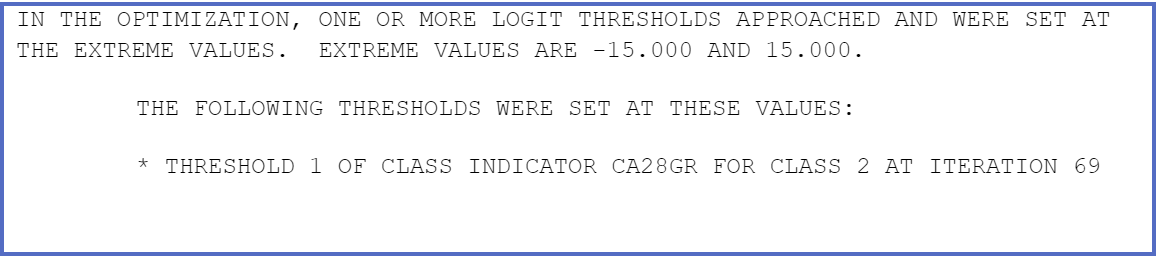 IN THE OPTIMIZATION, ONE OR MORE LOGIT THRESHOLDS APPROACHED AND WERE SET AT
THE EXTREME VALUES.  EXTREME VALUES ARE -15.000 AND 15.000.
THE FOLLOWING THRESHOLDS WERE SET AT THESE VALUES:
* THRESHOLD 1 OF CLASS INDICATOR CA28GR FOR CLASS 2 AT ITERATION 69